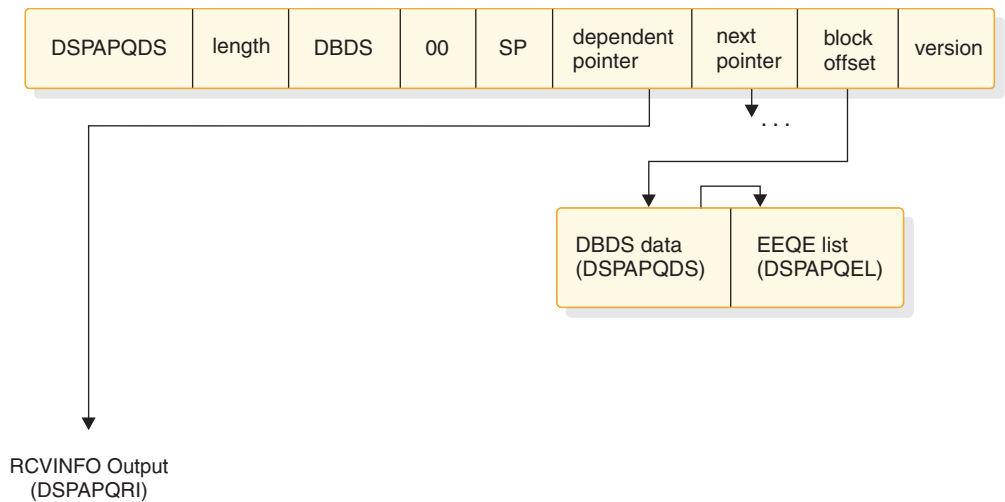 DSPAPQDS
length
DBDS
00
SP
dependent
pointer
next
pointer
block
offset
version
. . .
DBDS data
(DSPAPQDS)
EEQE list
(DSPAPQEL)
RCVINFO Output
(DSPAPQRI)